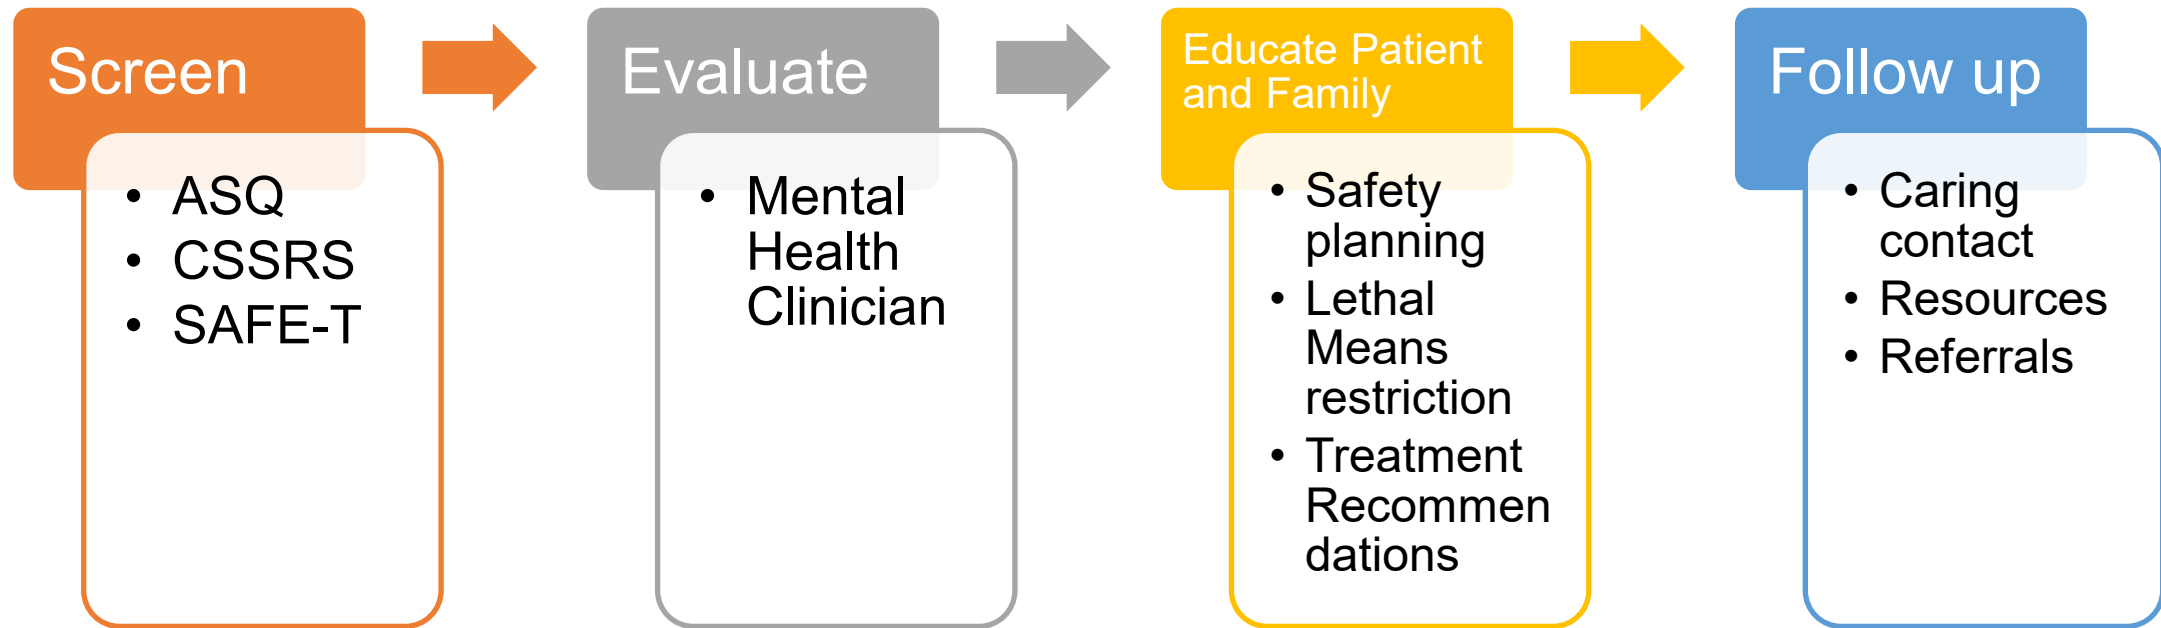 Screen
• ASQ
• CSSRS
• SAFE-T
Evaluate
• Mental
Health
Clinician
Educate Patient
and Family
• Safety
planning
• Lethal
Means
restriction
• Treatment
Recommen
dations
Follow up
• Caring
contact
• Resources
• Referrals